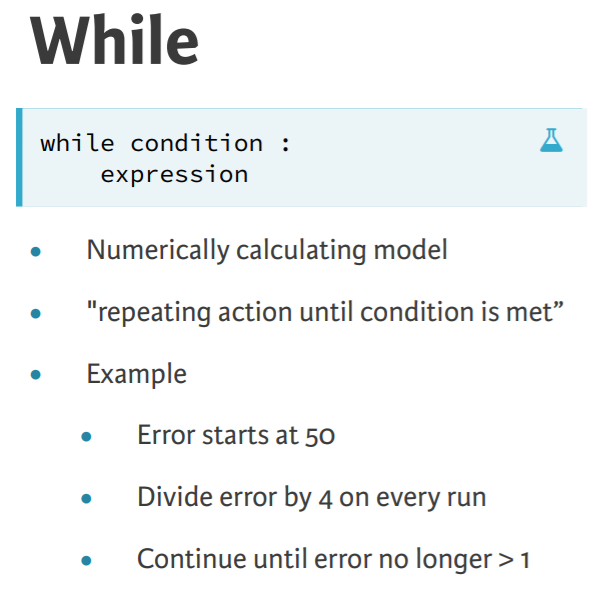 While
while condition :
    expression
Numerically calculating model
"repeating action until condition is met”
Example
Error starts at 50
Divide error by 4 on every run
Continue until error no longer > 1